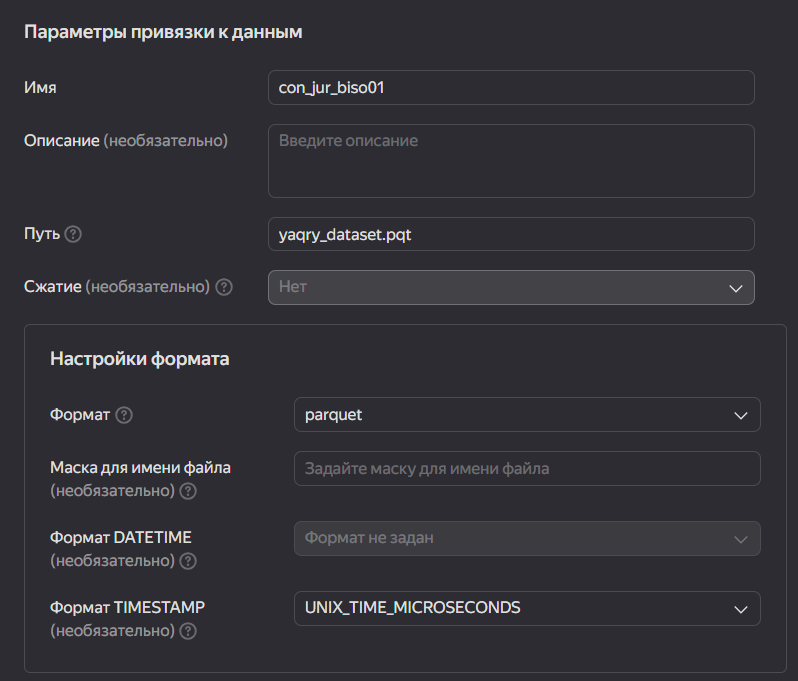 Параметры привязки к данным
Имя
con_jur_biso01
Описание (необязательно)
Введите описание
Путь ?
yaqry_dataset.pqt
Сжатие (необязательно) ?
Нет
Настройки формата
Формат ?
parquet
Маска для имени файла
(необязательно) ?
Задайте маску для имени файла
Формат DATETIME
(необязательно) ?
Формат не задан
Формат TIMESTAMP
(необязательно) ?
UNIX_TIME_MICROSECONDS